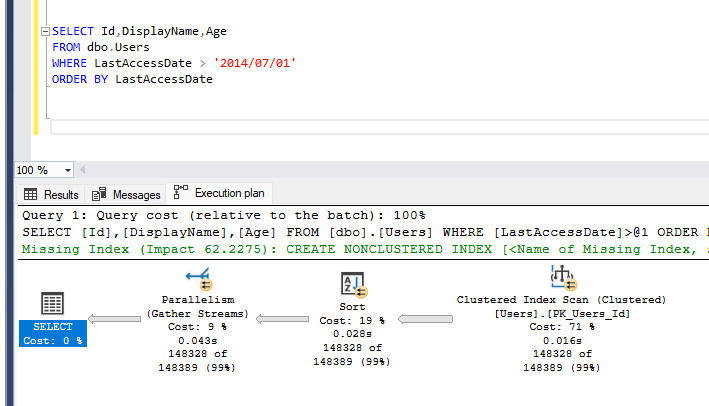 SELECT Id,DisplayName,Age
FROM dbo.Users
WHERE LastAccessDate > '2014/07/01'
ORDER BY LastAccessDate
100 %
Results Messages Execution plan
Query 1: Query cost (relative to the batch): 100%
SELECT [Id],[DisplayName],[Age] FROM [dbo].[Users] WHERE [LastAccessDate]>@1 ORDER
Missing Index (Impact 62.2275): CREATE NONCLUSTERED INDEX [<Name of Missing Index,
SELECT
Cost: 0 %
Parallelism
(Gather Streams)
Cost: 9 %
0.043s
148328 of
148389 (99%)
Sort
Cost: 19 %
0.028s
148328 of
148389 (99%)
Clustered Index Scan (Clustered)
[Users].[PK_Users_Id]
Cost: 71 %
0.016s
148328 of
148389 (99%)